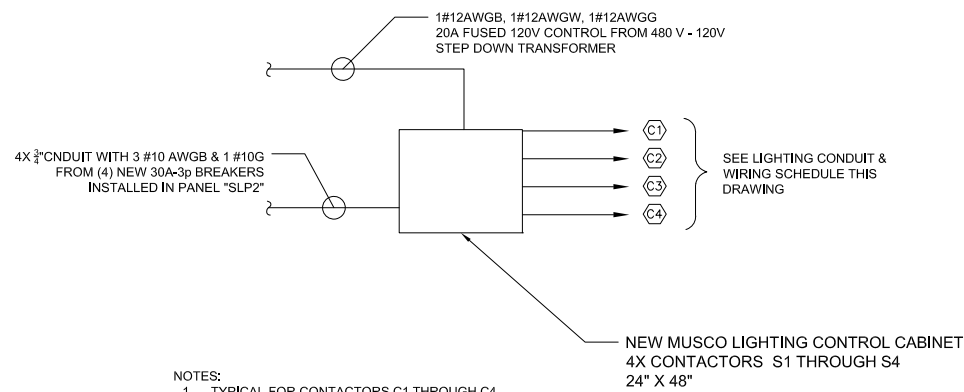 1#12AWGB, 1#12AWGW, 1#12AWGG
20A FUSED 120V CONTROL FROM 480 V - 120V
STEP DOWN TRANSFORMER
4X 3/4"CNDUIT WITH 3 #10 AWGB & 1 #10G
FROM (4) NEW 30A-3p BREAKERS
INSTALLED IN PANEL "SLP2"
C1
C2
C3
C4
SEE LIGHTING CONDUIT &
WIRING SCHEDULE THIS
DRAWING
NEW MUSCO LIGHTING CONTROL CABINET
4X CONTACTORS S1 THROUGH S4
24" X 48"
NOTES:
1. TYPICAL FOR CONTACTORS C1 THROUGH C4